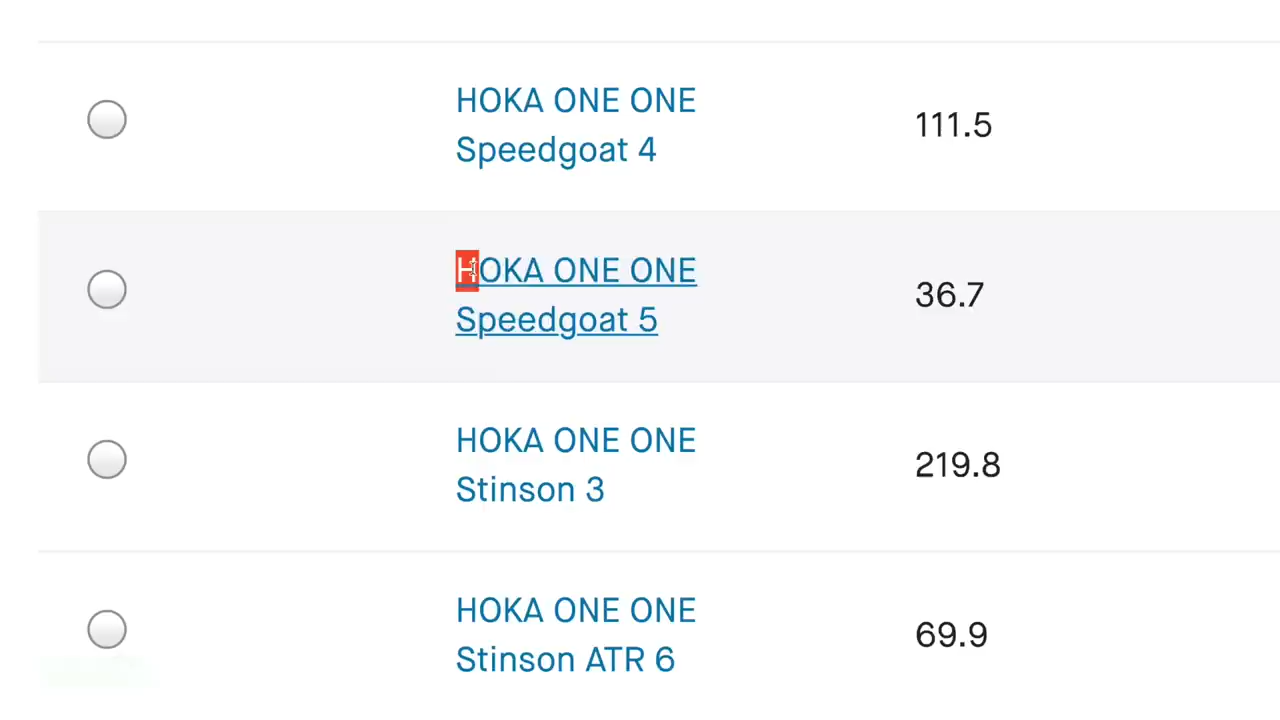 HOKA ONE ONE
Speedgoat 4
111.5
HOKA ONE ONE
Speedgoat 5
36.7
HOKA ONE ONE
Stinson 3
219.8
HOKA ONE ONE
Stinson ATR 6
69.9